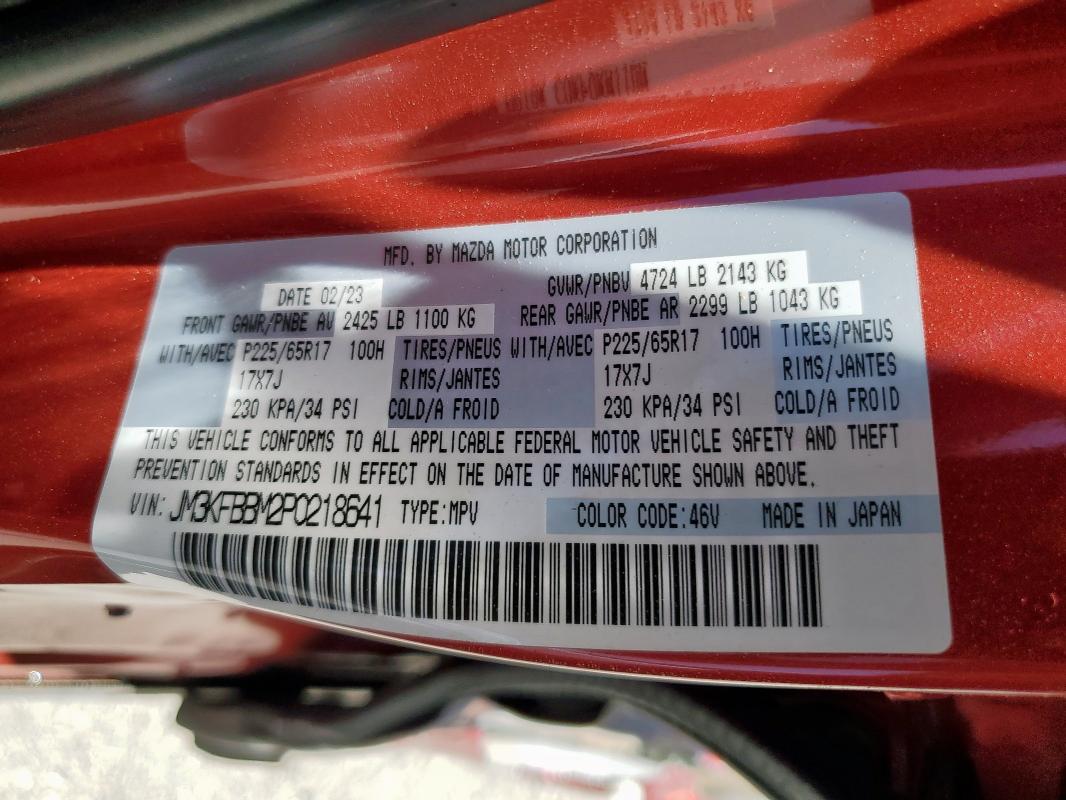 MFD. BY MAZDA MOTOR CORPORATION
DATE 02/23 GVWR/PNBV 4724 LB 2143 KG
FRONT GAWR/PNBE AV 2425 LB 1100 KG REAR GAWR/PNBE AR 2299 LB 1043 KG
WITH/AVEC P225/65R17 100H TIRES/PNEUS WITH/AVEC P225/65R17 100H TIRES/PNEUS
17X7J RIMS/JANTES 17X7J RIMS/JANTES
230 KPA/34 PSI COLD/A FROID 230 KPA/34 PSI COLD/A FROID
THIS VEHICLE CONFORMS TO ALL APPLICABLE FEDERAL MOTOR VEHICLE SAFETY AND THEFT
PREVENTION STANDARDS IN EFFECT ON THE DATE OF MANUFACTURE SHOWN ABOVE.
VIN: JM3KFBBM2P0218641 TYPE:MPV COLOR CODE:46V MADE IN JAPAN